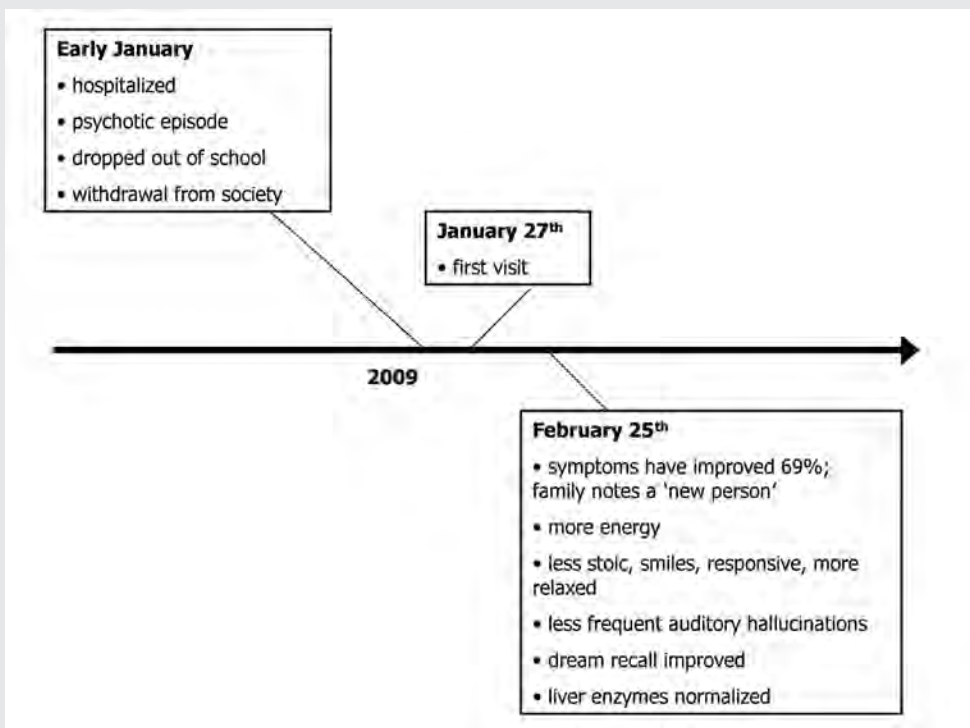 Early January
• hospitalized
• psychotic episode
• dropped out of school
• withdrawal from society
January 27th
• first visit
2009
February 25th
• symptoms have improved 69%;
family notes a ‘new person’
• more energy
• less stoic, smiles, responsive, more
relaxed
• less frequent auditory hallucinations
• dream recall improved
• liver enzymes normalized